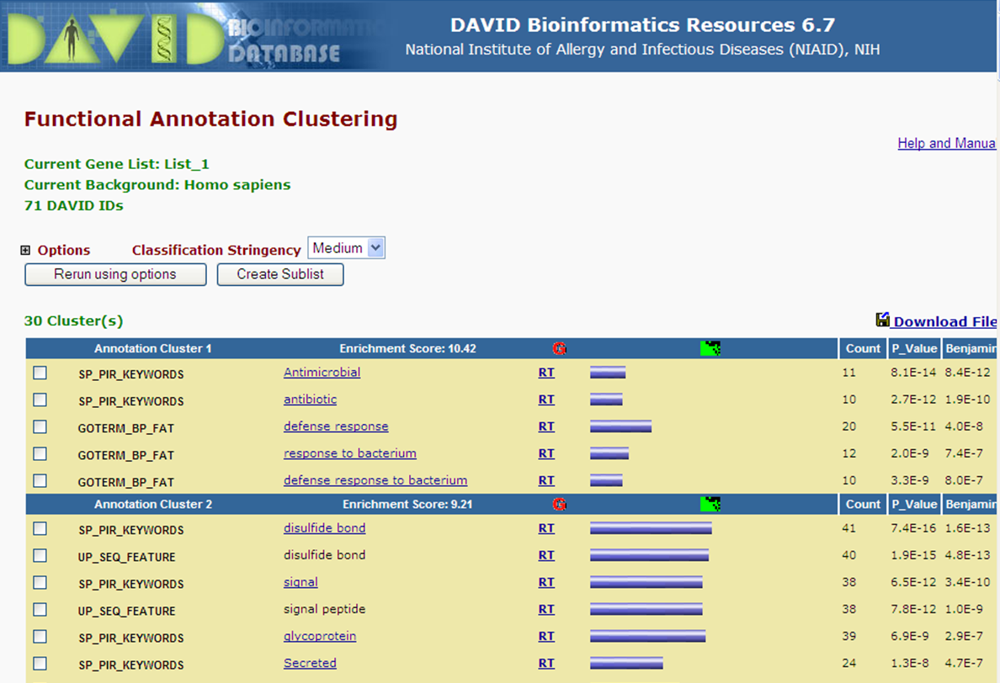 DAVID BIOINFORMATICS DATABASE
DAVID Bioinformatics Resources 6.7
National Institute of Allergy and Infectious Diseases (NIAID), NIH
Functional Annotation Clustering
Help and Manua
Current Gene List: List_1
Current Background: Homo sapiens
71 DAVID IDs
Options Classification Stringency Medium
Rerun using options Create Sublist
30 Cluster(s) Download File
Annotation Cluster 1 Enrichment Score: 10.42 G Count P_Value Benjamin
SP_PIR_KEYWORDS Antimicrobial RT 11 8.1E-14 8.4E-12
SP_PIR_KEYWORDS antibiotic RT 10 2.7E-12 1.9E-10
GOTERM_BP_FAT defense response RT 20 5.5E-11 4.0E-8
GOTERM_BP_FAT response to bacterium RT 12 2.0E-9 7.4E-7
GOTERM_BP_FAT defense response to bacterium RT 10 3.3E-9 8.0E-7
Annotation Cluster 2 Enrichment Score: 9.21 G Count P_Value Benjamin
SP_PIR_KEYWORDS disulfide bond RT 41 7.4E-16 1.6E-13
UP_SEQ_FEATURE disulfide bond RT 40 1.9E-15 4.8E-13
SP_PIR_KEYWORDS signal RT 38 6.5E-12 3.4E-10
UP_SEQ_FEATURE signal peptide RT 38 7.8E-12 1.0E-9
SP_PIR_KEYWORDS glycoprotein RT 39 6.9E-9 2.9E-7
SP_PIR_KEYWORDS Secreted RT 24 1.3E-8 4.7E-7